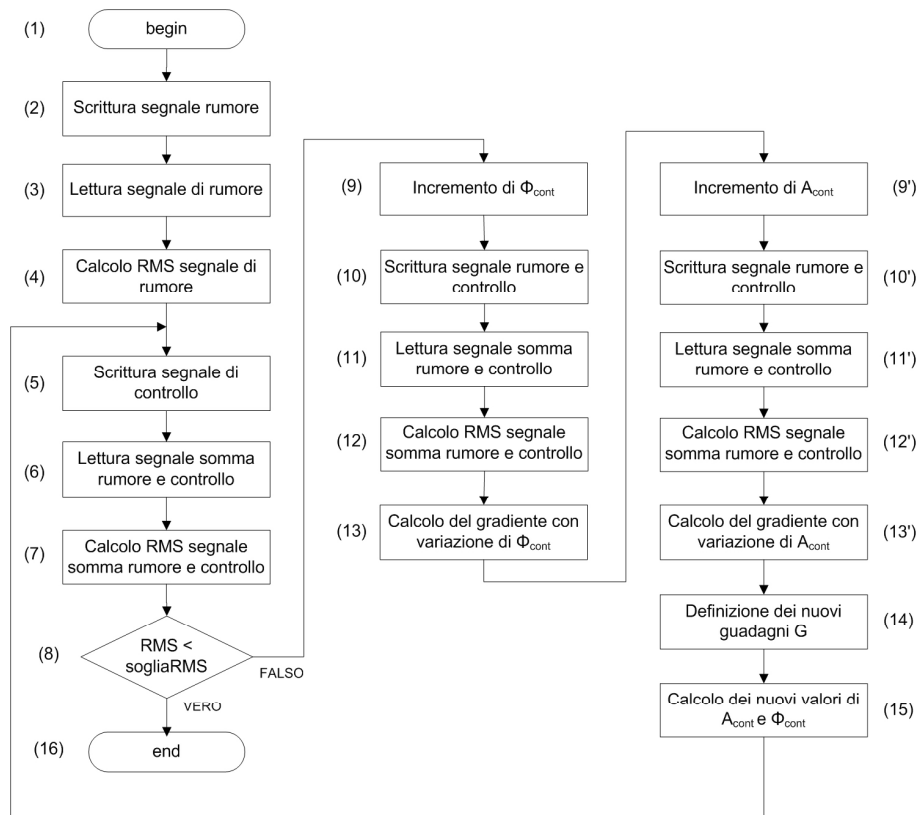 (1)
begin
(2)
Scrittura segnale rumore
(3)
Lettura segnale di rumore
(4)
Calcolo RMS segnale di
rumore
(5)
Scrittura segnale di
controllo
(6)
Lettura segnale somma
rumore e controllo
(7)
Calcolo RMS segnale
somma rumore e controllo
(8)
RMS <
sogliaRMS
FALSO
VERO
(16)
end
(9)
Incremento di Φcont
(10)
Scrittura segnale rumore e
controllo
(11)
Lettura segnale somma
rumore e controllo
(12)
Calcolo RMS segnale
somma rumore e controllo
(13)
Calcolo del gradiente con
variazione di Φcont
Incremento di Acont
(9')
Scrittura segnale rumore e
controllo
(10')
Lettura segnale somma
rumore e controllo
(11')
Calcolo RMS segnale
somma rumore e controllo
(12')
Calcolo del gradiente con
variazione di Acont
(13')
Definizione dei nuovi
guadagni G
(14)
Calcolo dei nuovi valori di
Acont e Φcont
(15)